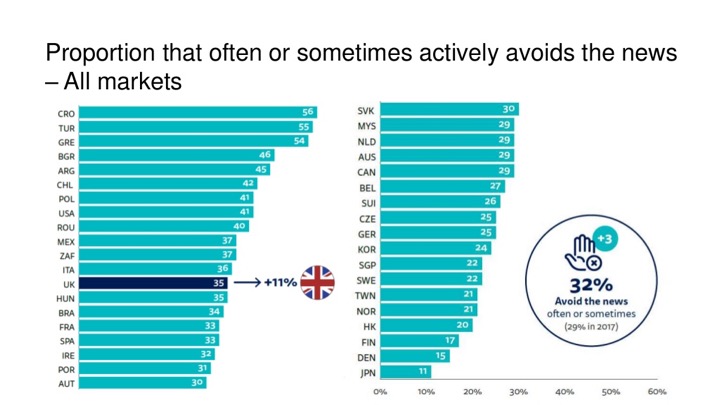 Proportion that often or sometimes actively avoids the news
– All markets
CRO 56
TUR 55
GRE 54
BGR 46
ARG 45
CHL 42
POL 41
USA 41
ROU 40
MEX 37
ZAF 37
ITA 36
UK 35 +11%
HUN 35
BRA 34
FRA 33
SPA 33
IRE 32
POR 31
AUT 30
SVK 30
MYS 29
NLD 29
AUS 29
CAN 29
BEL 27
SUI 26
CZE 25
GER 25
KOR 24
SGP 22
SWE 22
TWN 21
NOR 21
HK 20
FIN 17
DEN 15
JPN 11
0% 10% 20% 30% 40% 50% 60%
+3
32%
Avoid the news
often or sometimes
(29% in 2017)